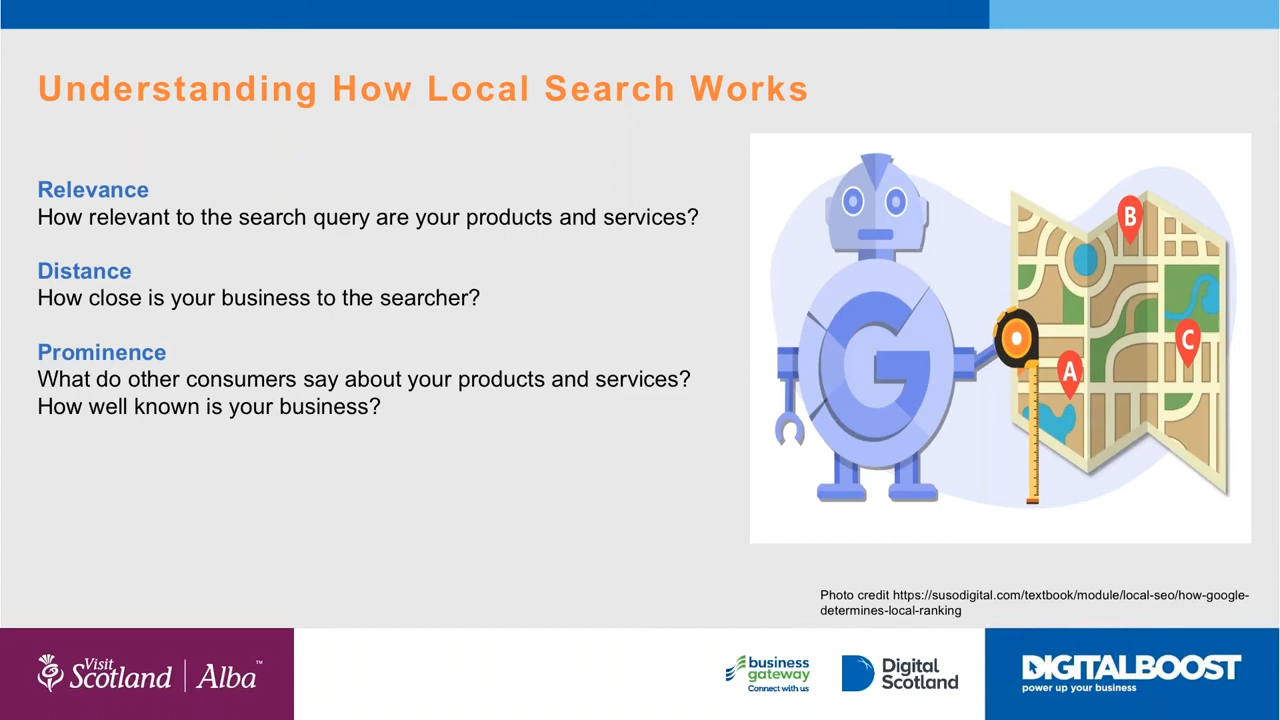 Understanding How Local Search Works
Relevance
How relevant to the search query are your products and services?
Distance
How close is your business to the searcher?
Prominence
What do other consumers say about your products and services?
How well known is your business?
G
A
B
C
Photo credit https://susodigital.com/textbook/module/local-seo/how-google-
determines-local-ranking
Visit
Scotland | Alba™
business
gateway
Connect with us
Digital
Scotland
DIGITALBOOST
power up your business